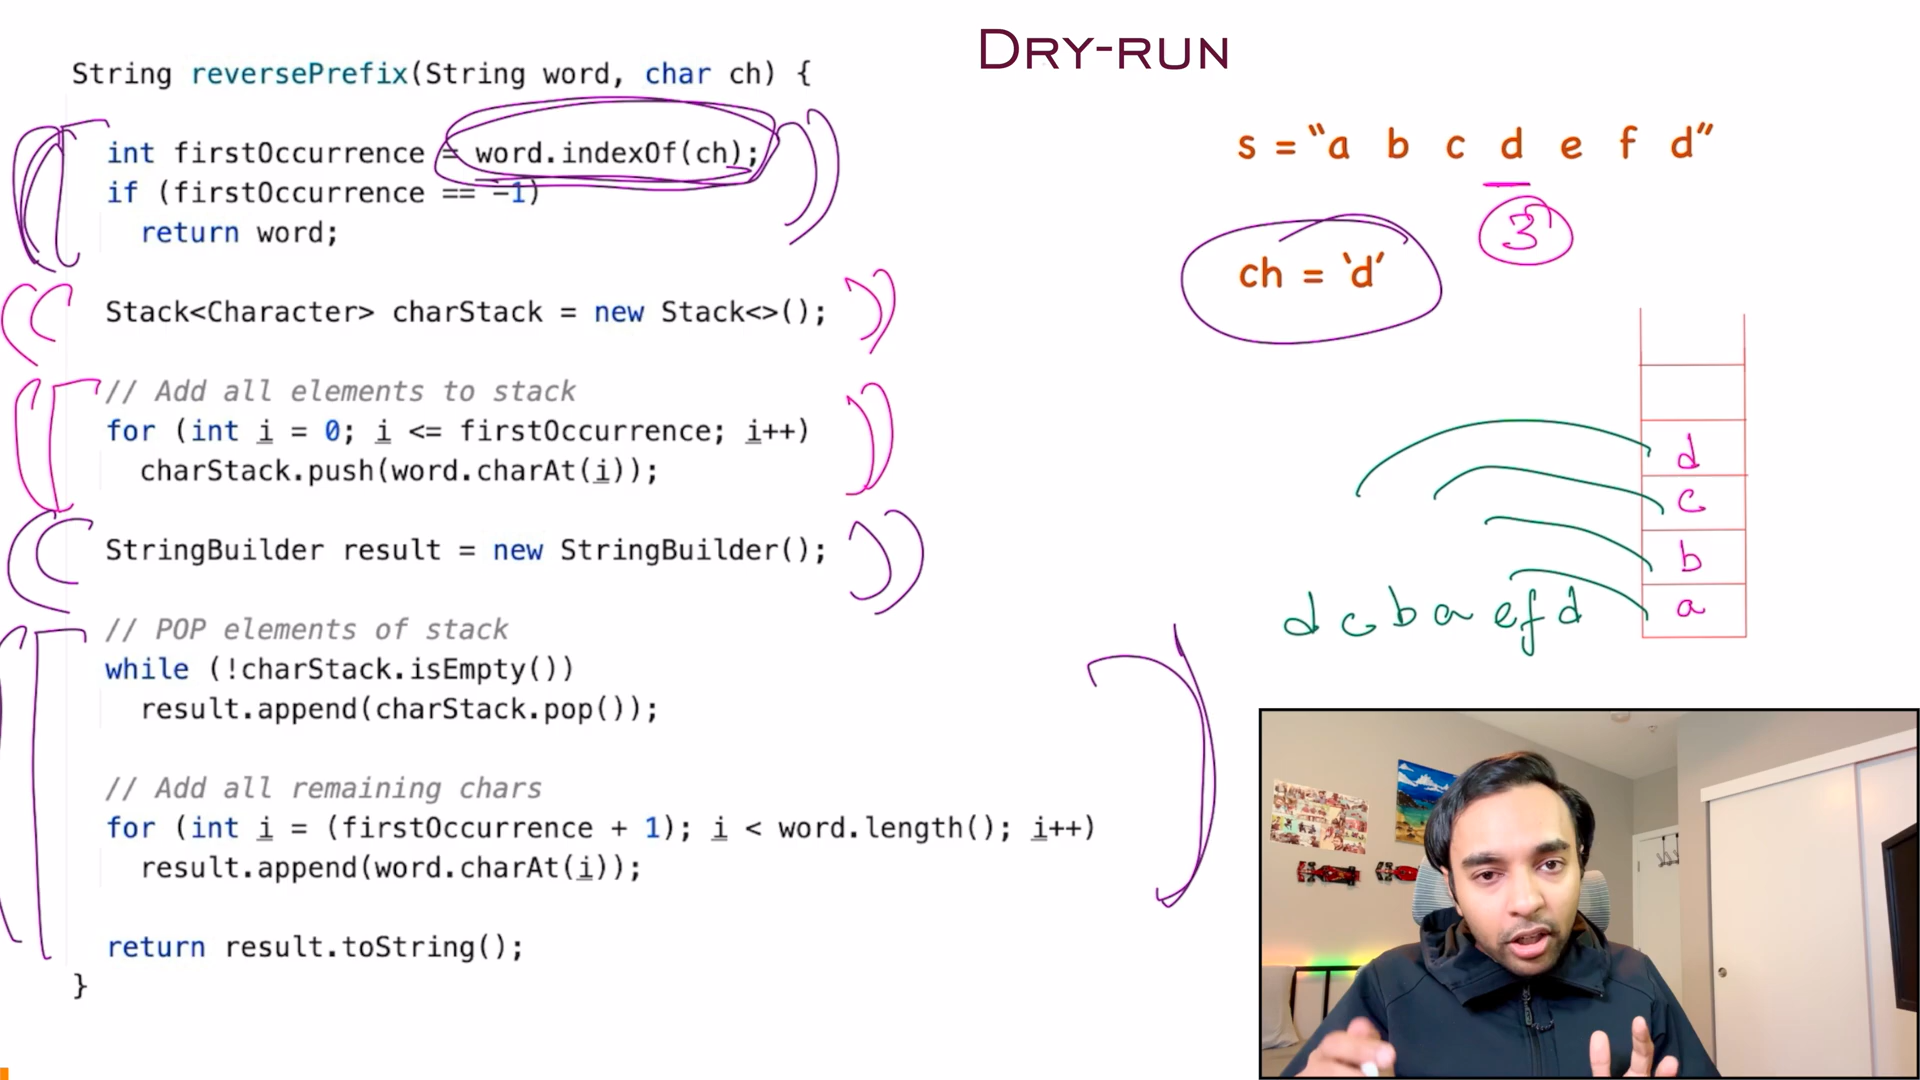 DRY-RUN
String reversePrefix(String word, char ch) {
int firstOccurrence = word.indexOf(ch);
if (firstOccurrence == -1)
return word;
Stack<Character> charStack = new Stack<>();
// Add all elements to stack
for (int i = 0; i <= firstOccurrence; i++)
charStack.push(word.charAt(i));
StringBuilder result = new StringBuilder();
// POP elements of stack
while (!charStack.isEmpty())
result.append(charStack.pop());
// Add all remaining chars
for (int i = (firstOccurrence + 1); i < word.length(); i++)
result.append(word.charAt(i));
return result.toString();
}
s = "a b c d e f d"
3
ch = 'd'
d
c
b
a
d c b a e f d